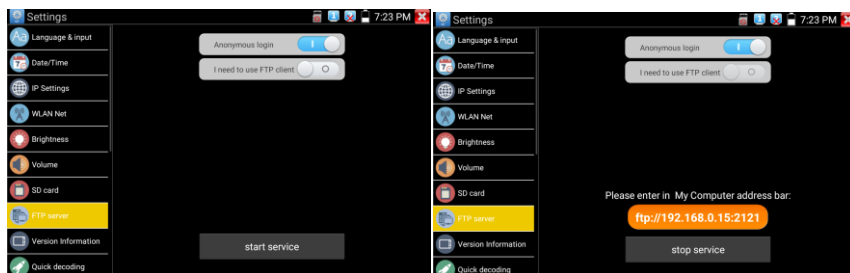 Settings
7:23 PM
Language & input
Date/Time
IP Settings
WLAN Net
Brightness
Volume
SD card
FTP server
Version Information
Quick decoding
Anonymous login
I need to use FTP client
start service
Settings
7:23 PM
Language & input
Date/Time
IP Settings
WLAN Net
Brightness
Volume
SD card
FTP server
Version Information
Quick decoding
Anonymous login
I need to use FTP client
Please enter in My Computer address bar:
ftp://192.168.0.15:2121
stop service